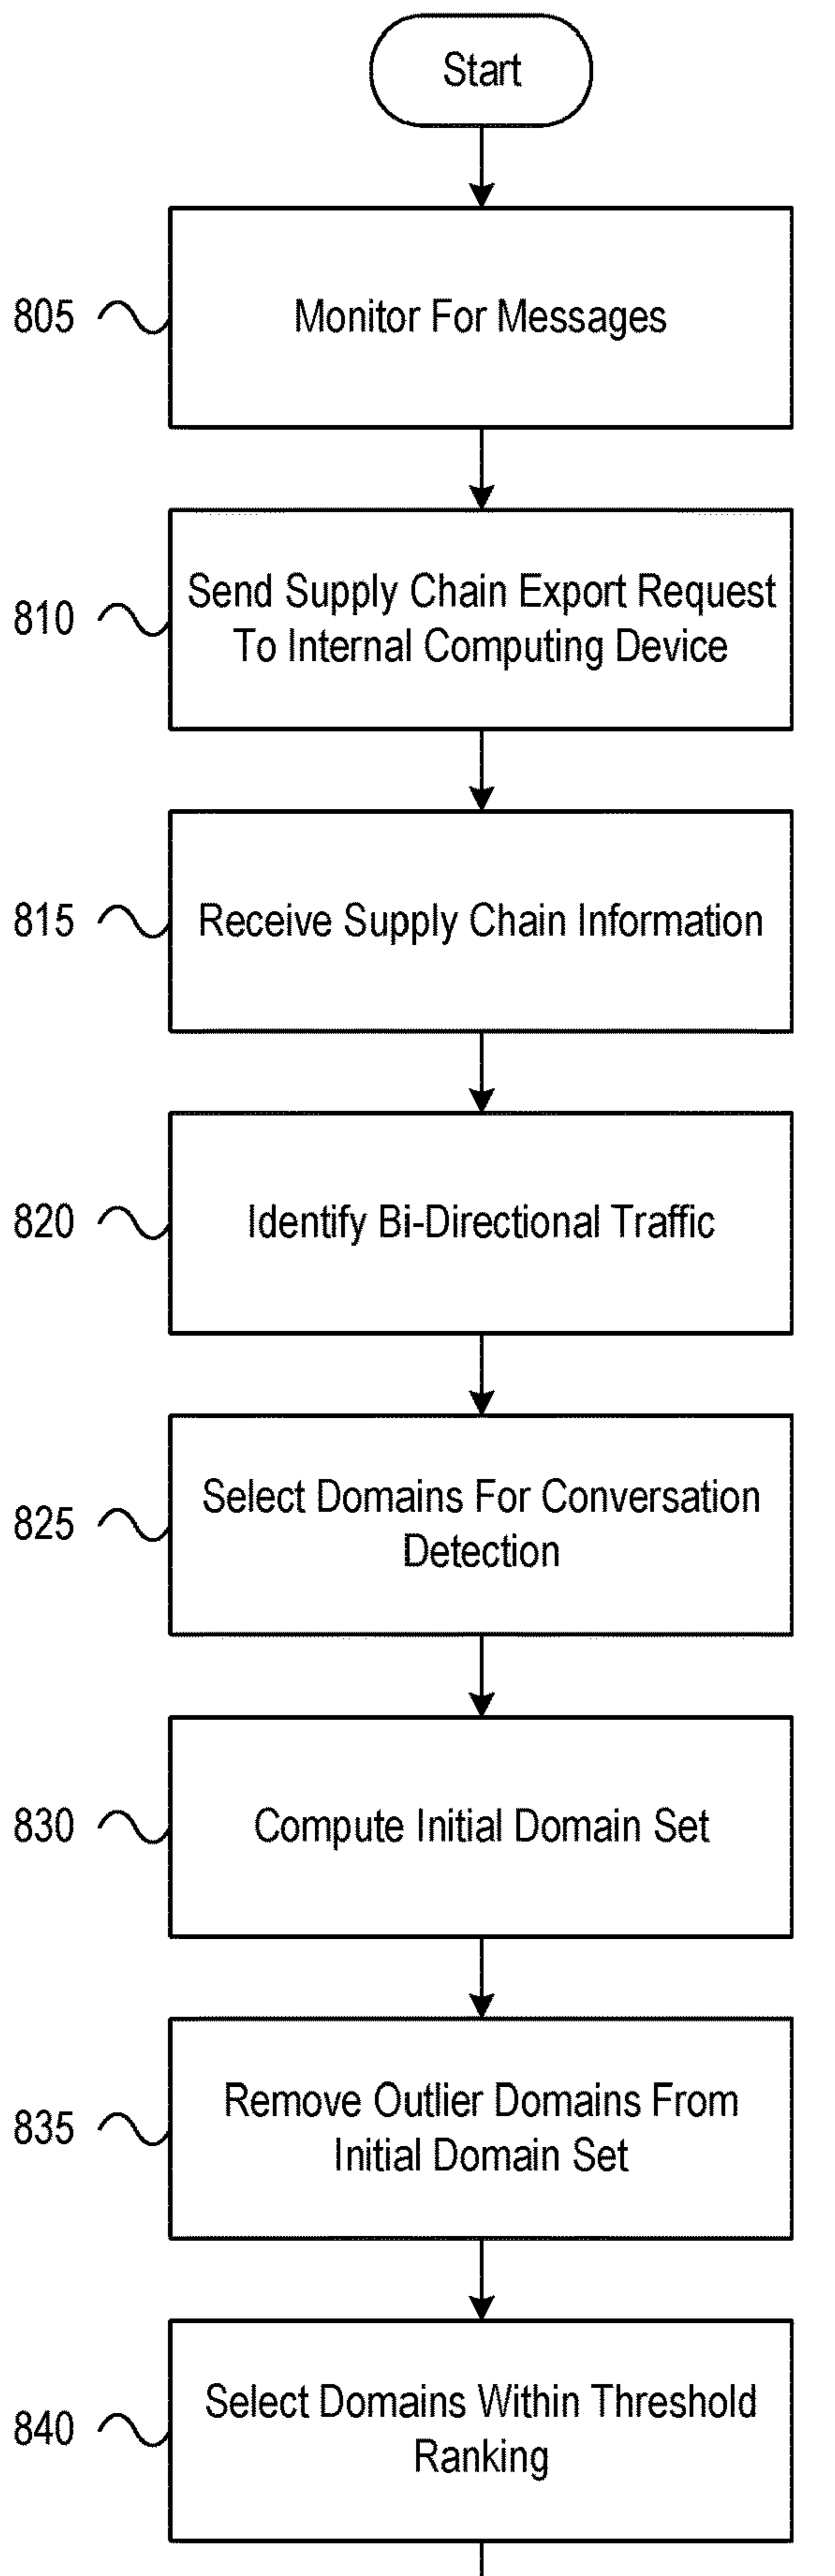 Start
805
Monitor For Messages
810
Send Supply Chain Export Request
To Internal Computing Device
815
Receive Supply Chain Information
820
Identify Bi-Directional Traffic
825
Select Domains For Conversation
Detection
830
Compute Initial Domain Set
835
Remove Outlier Domains From
Initial Domain Set
840
Select Domains Within Threshold
Ranking